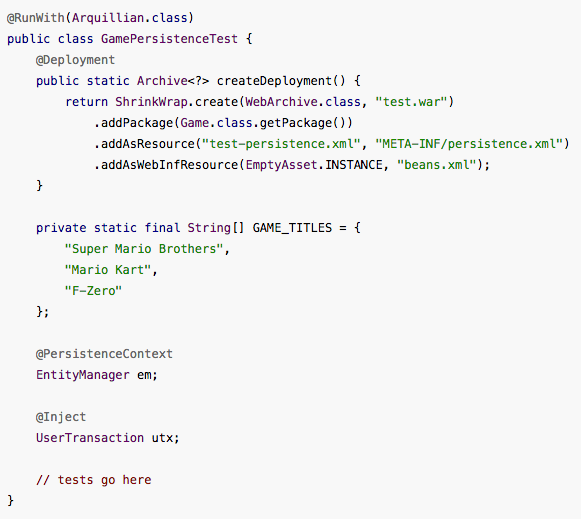 @RunWith(Arquillian.class)
public class GamePersistenceTest {
    @Deployment
    public static Archive<?> createDeployment() {
        return ShrinkWrap.create(WebArchive.class, "test.war")
            .addPackage(Game.class.getPackage())
            .addAsResource("test-persistence.xml", "META-INF/persistence.xml")
            .addAsWebInfResource(EmptyAsset.INSTANCE, "beans.xml");
    }

    private static final String[] GAME_TITLES = {
        "Super Mario Brothers",
        "Mario Kart",
        "F-Zero"
    };

    @PersistenceContext
    EntityManager em;

    @Inject
    UserTransaction utx;

    // tests go here
}